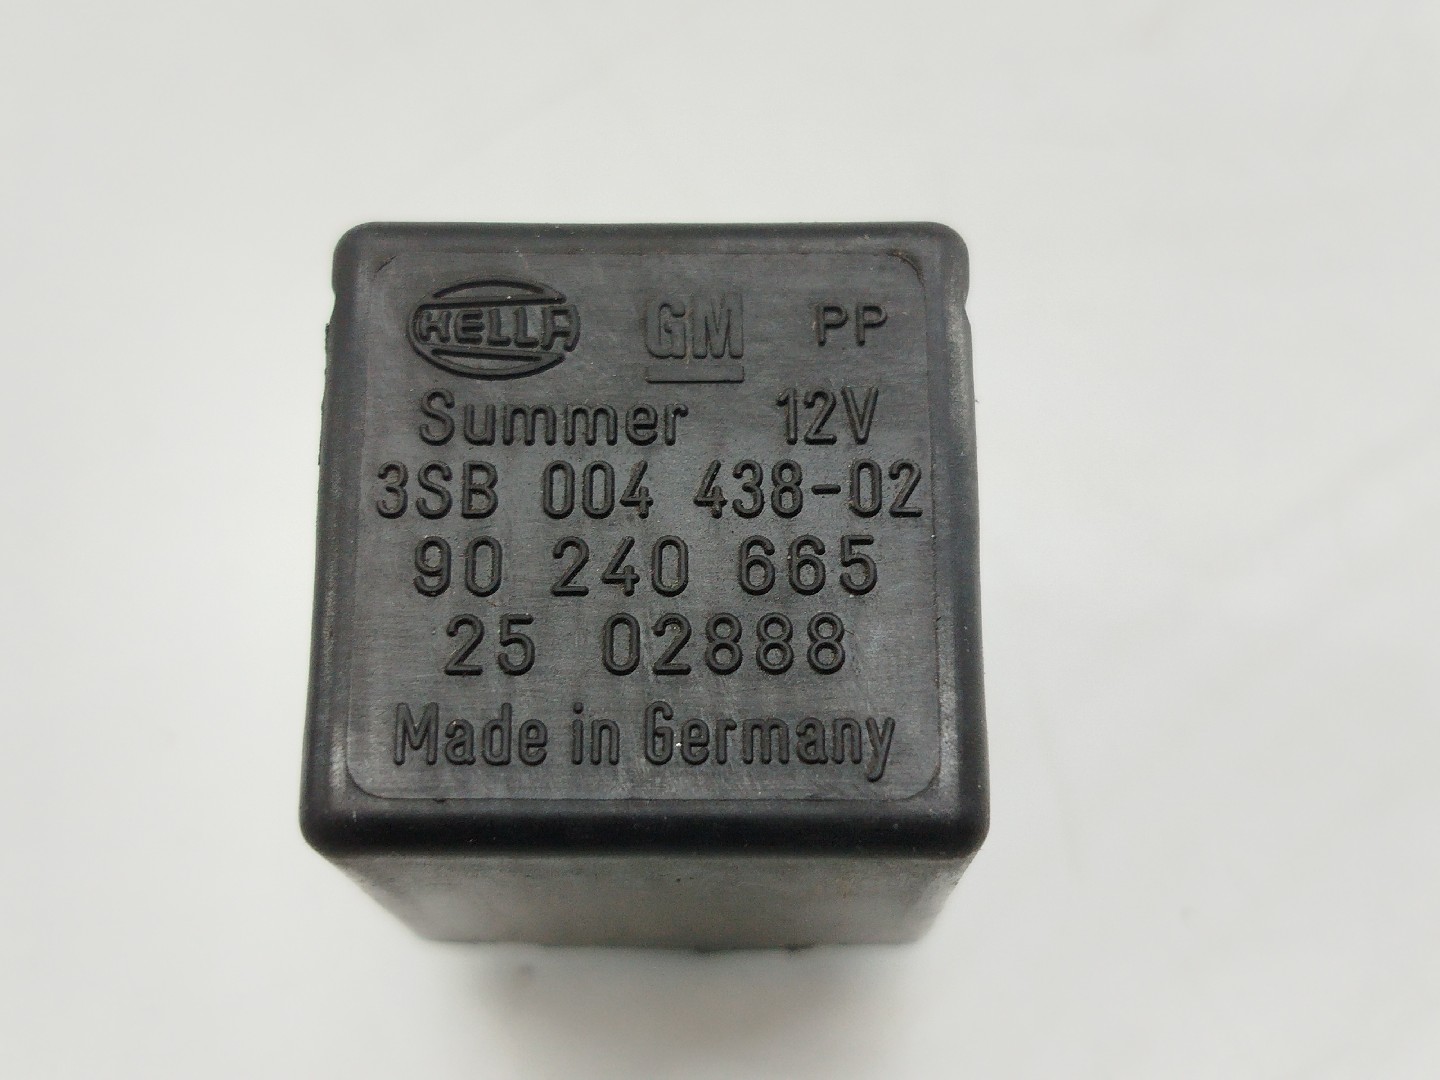 HELLA GM PP
Summer 12V
3SB 004 438-02
90 240 665
25 02888
Made in Germany